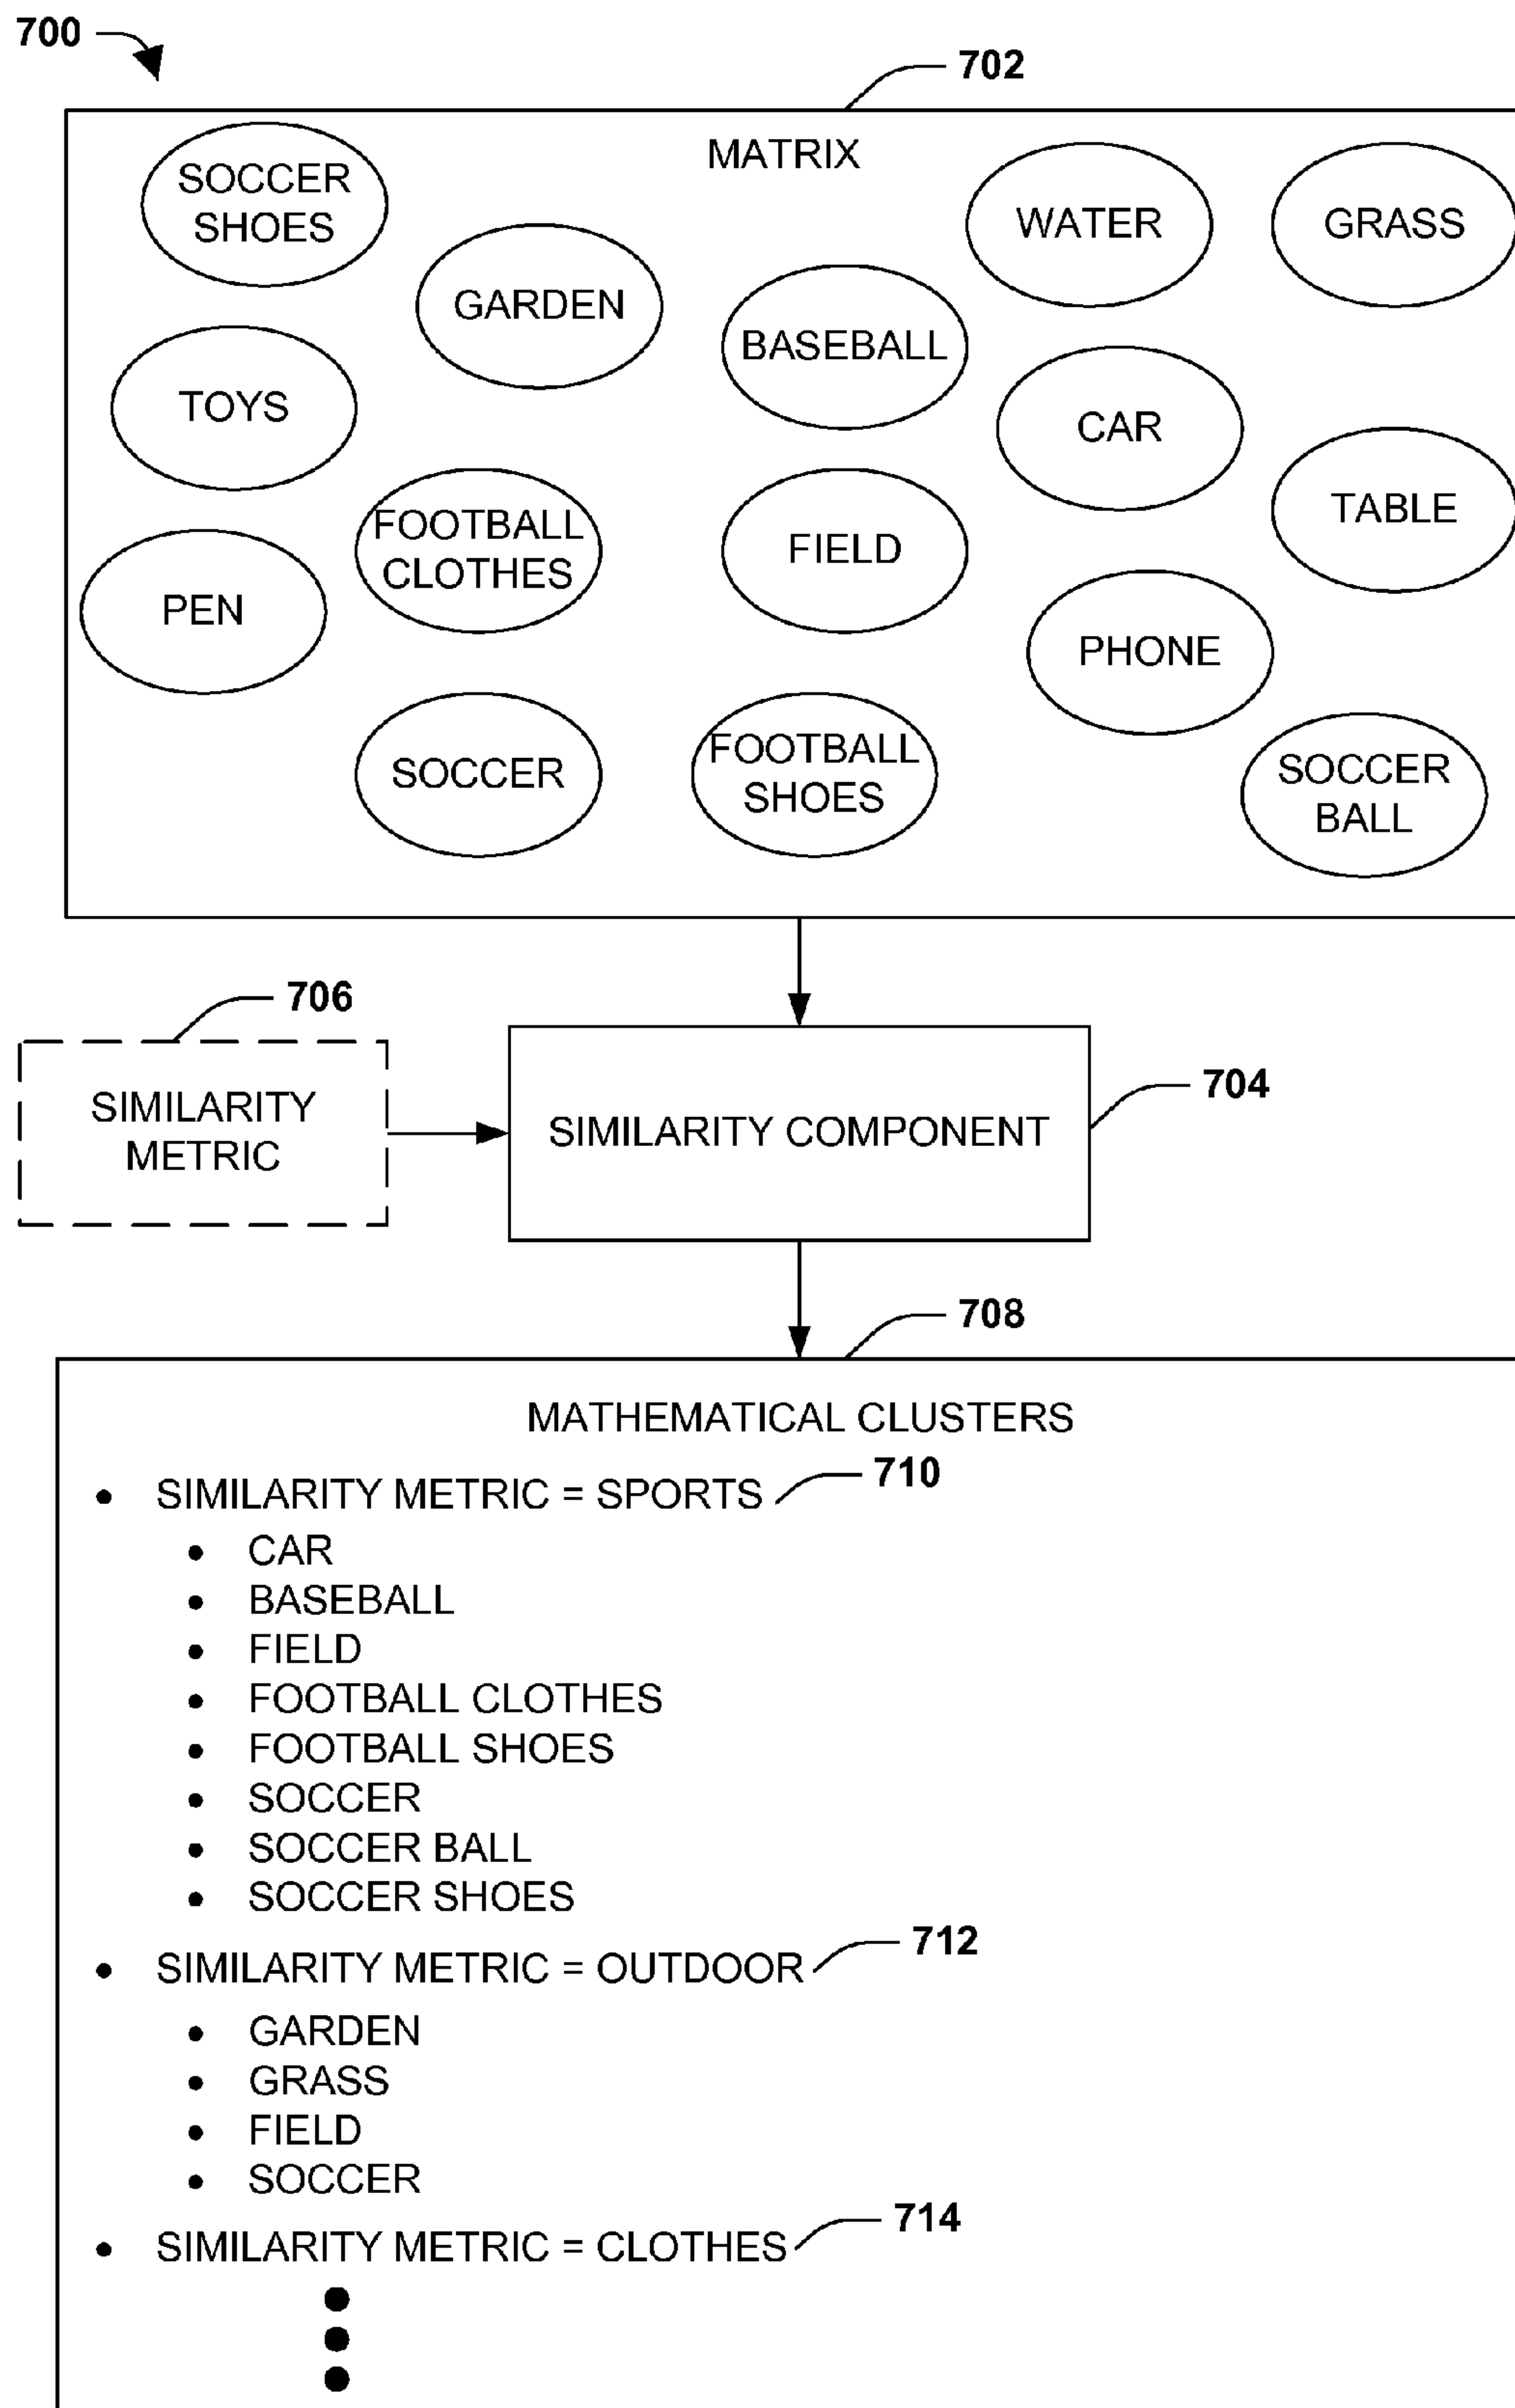 700
702
MATRIX
SOCCER
SHOES
WATER
GRASS
GARDEN
BASEBALL
TOYS
CAR
FOOTBALL
CLOTHES
FIELD
TABLE
PEN
PHONE
SOCCER
FOOTBALL
SHOES
SOCCER
BALL
706
SIMILARITY
METRIC
SIMILARITY COMPONENT
704
708
MATHEMATICAL CLUSTERS
• SIMILARITY METRIC = SPORTS 710
• CAR
• BASEBALL
• FIELD
• FOOTBALL CLOTHES
• FOOTBALL SHOES
• SOCCER
• SOCCER BALL
• SOCCER SHOES
• SIMILARITY METRIC = OUTDOOR 712
• GARDEN
• GRASS
• FIELD
• SOCCER
• SIMILARITY METRIC = CLOTHES 714